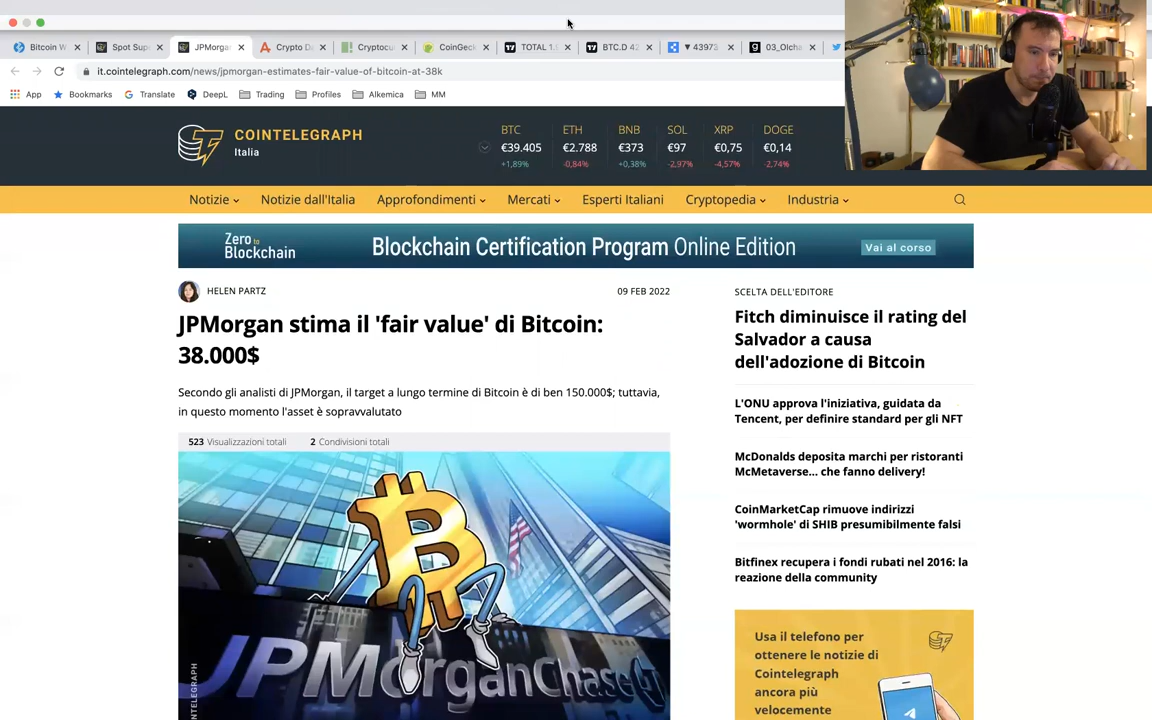 Bitcoin W
Spot Supe
JPMorga
Crypto Da
Cryptocu
CoinGeck
TOTAL 1.
BTC.D 42
▼ 43973
03_Olcha
it.cointelegraph.com/news/jpmorgan-estimates-fair-value-of-bitcoin-at-38k
App
Bookmarks
Translate
DeepL
Trading
Profiles
Alkemica
MM
COINTELEGRAPH
Italia
BTC ETH BNB SOL XRP DOGE
€39.405 €2.788 €373 €97 €0,75 €0,14
+1,89% -0,84% +0,38% -2,97% -4,57% -2,74%
Notizie Notizie dall'Italia Approfondimenti Mercati Esperti Italiani Cryptopedia Industria
Zero to
Blockchain
Blockchain Certification Program Online Edition
Vai al corso
HELEN PARTZ
09 FEB 2022
JPMorgan stima il 'fair value' di Bitcoin:
38.000$
Secondo gli analisti di JPMorgan, il target a lungo termine di Bitcoin è di ben 150.000$; tuttavia,
in questo momento l'asset è sopravvalutato
523 Visualizzazioni totali
2 Condivisioni totali
JPMorganChase
COINTELEGRAPH
SCELTA DELL'EDITORE
Fitch diminuisce il rating del
Salvador a causa
dell'adozione di Bitcoin
L'ONU approva l'iniziativa, guidata da
Tencent, per definire standard per gli NFT
McDonalds deposita marchi per ristoranti
McMetaverse... che fanno delivery!
CoinMarketCap rimuove indirizzi
'wormhole' di SHIB presumibilmente falsi
Bitfinex recupera i fondi rubati nel 2016: la
reazione della community
Usa il telefono per
ottenere le notizie di
Cointelegraph
ancora più
velocemente